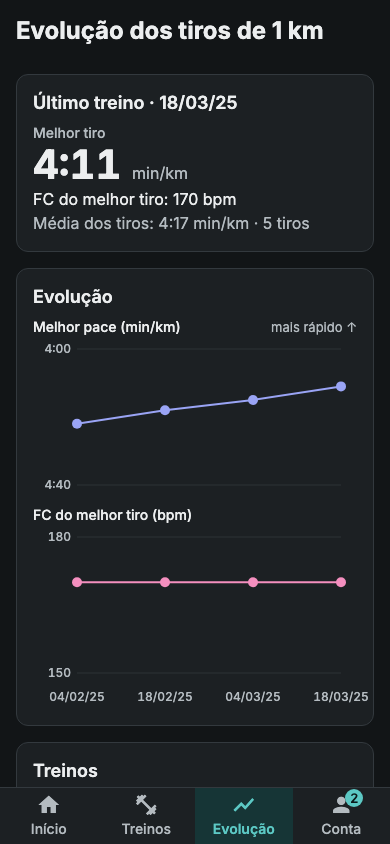 Evolução dos tiros de 1 km
Último treino · 18/03/25
Melhor tiro
4:11 min/km
FC do melhor tiro: 170 bpm
Média dos tiros: 4:17 min/km · 5 tiros
Evolução
Melhor pace (min/km) mais rápido ↑
4:00
4:40
FC do melhor tiro (bpm)
180
150
04/02/25 18/02/25 04/03/25 18/03/25
Treinos
2
Início Treinos Evolução Conta